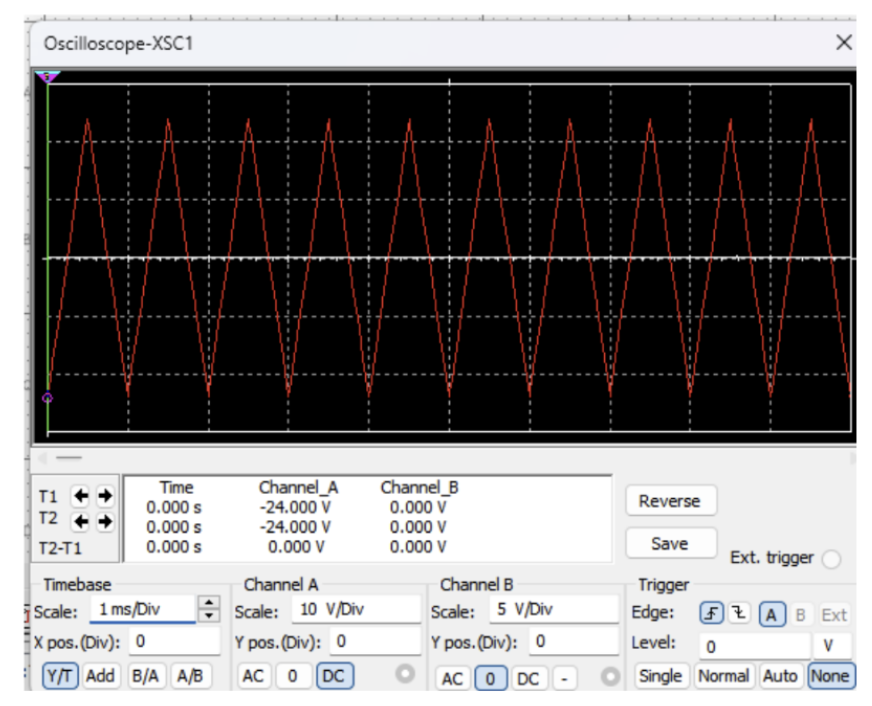 Oscilloscope-XSC1
T1
T2
T2-T1
Time Channel_A Channel_B
0.000 s -24.000 V 0.000 V
0.000 s -24.000 V 0.000 V
0.000 s 0.000 V 0.000 V
Reverse
Save
Ext. trigger
Timebase
Scale: 1 ms/Div
X pos.(Div): 0
Y/T Add B/A A/B
Channel A
Scale: 10 V/Div
Y pos.(Div): 0
AC 0 DC
Channel B
Scale: 5 V/Div
Y pos.(Div): 0
AC 0 DC -
Trigger
Edge: A B Ext
Level: 0 V
Single Normal Auto None